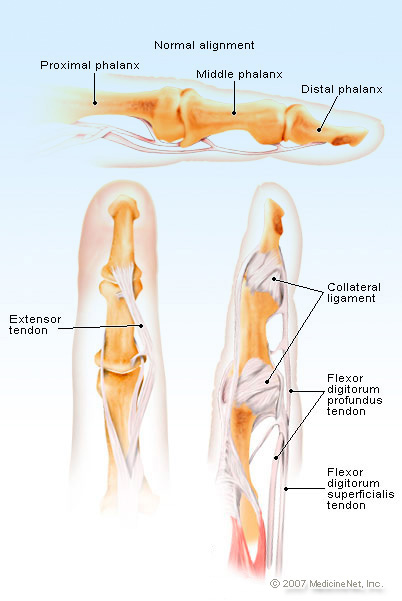 Normal alignment
Proximal phalanx
Middle phalanx
Distal phalanx
Extensor
tendon
Collateral
ligament
Flexor
digitorum
profundus
tendon
Flexor
digitorum
superficialis
tendon
© 2007 MedicineNet, Inc.